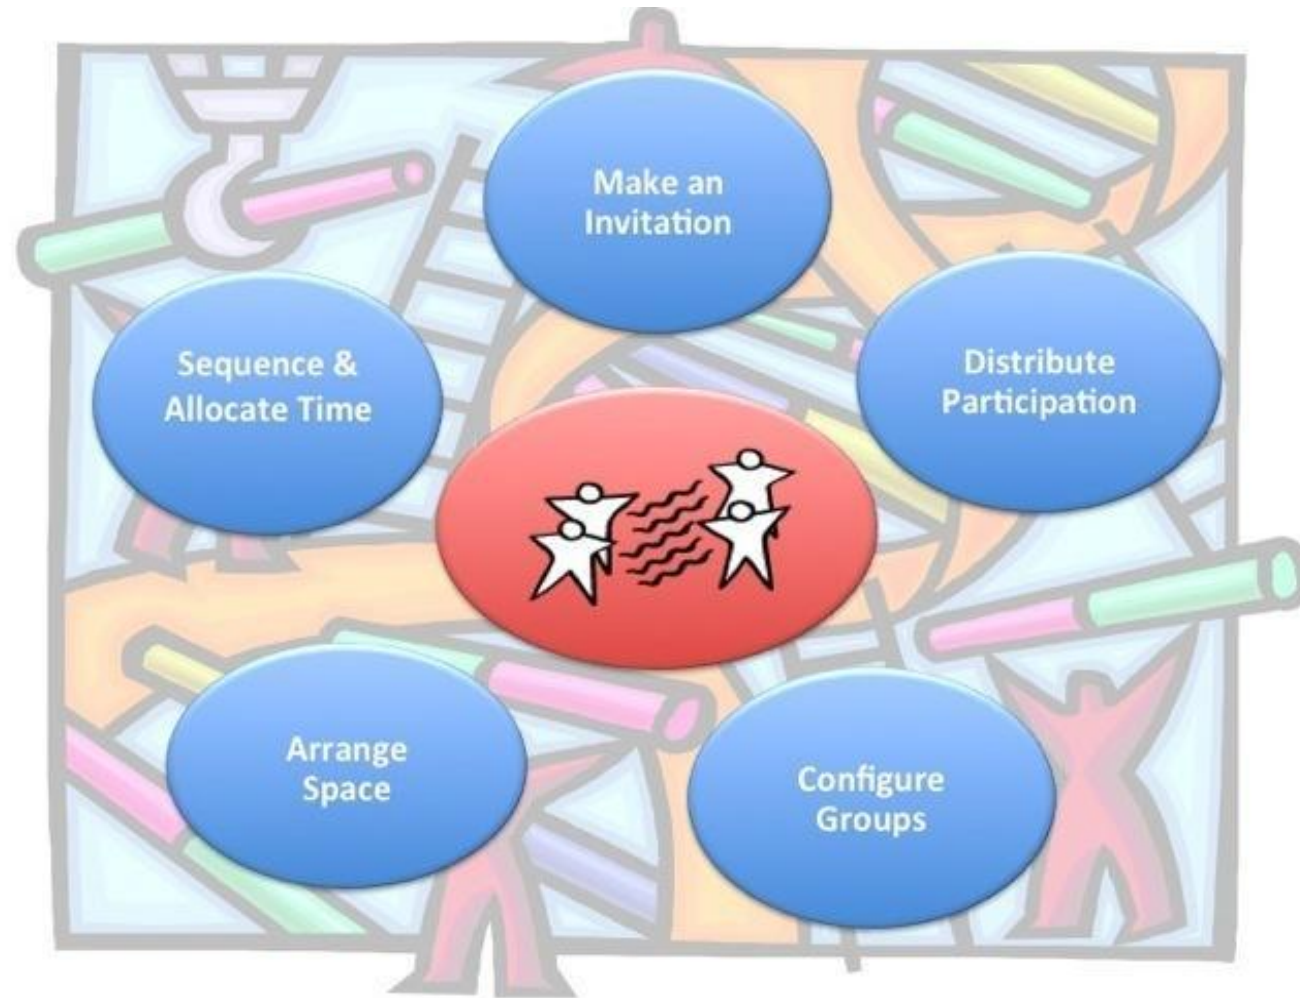 Make an
Invitation
Distribute
Participation
Configure
Groups
Arrange
Space
Sequence &
Allocate Time